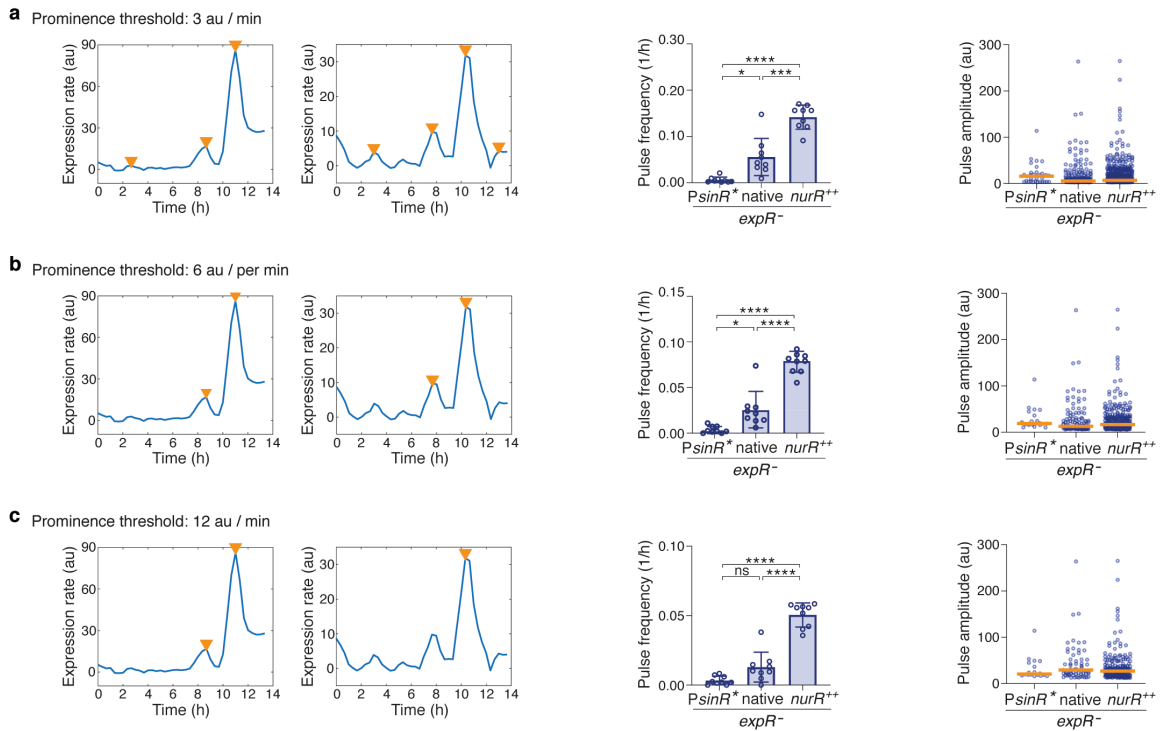 a Prominence threshold: 3 au / min
Expression rate (au)
90
60
30
0
0 2 4 6 8 10 12 14
Time (h)
Expression rate (au)
30
20
10
0
0 2 4 6 8 10 12 14
Time (h)
Pulse frequency (1/h)
0.30
0.20
0.10
0.00
****
* ***
PsinR* native nurR++
expR-
Pulse amplitude (au)
300
200
100
0
PsinR* native nurR++
expR-
b Prominence threshold: 6 au / per min
Expression rate (au)
90
60
30
0
0 2 4 6 8 10 12 14
Time (h)
Expression rate (au)
30
20
10
0
0 2 4 6 8 10 12 14
Time (h)
Pulse frequency (1/h)
0.15
0.10
0.05
0.00
****
* ****
PsinR* native nurR++
expR-
Pulse amplitude (au)
300
200
100
0
PsinR* native nurR++
expR-
c Prominence threshold: 12 au / min
Expression rate (au)
90
60
30
0
0 2 4 6 8 10 12 14
Time (h)
Expression rate (au)
30
20
10
0
0 2 4 6 8 10 12 14
Time (h)
Pulse frequency (1/h)
0.10
0.05
0.00
****
ns ****
PsinR* native nurR++
expR-
Pulse amplitude (au)
300
200
100
0
PsinR* native nurR++
expR-